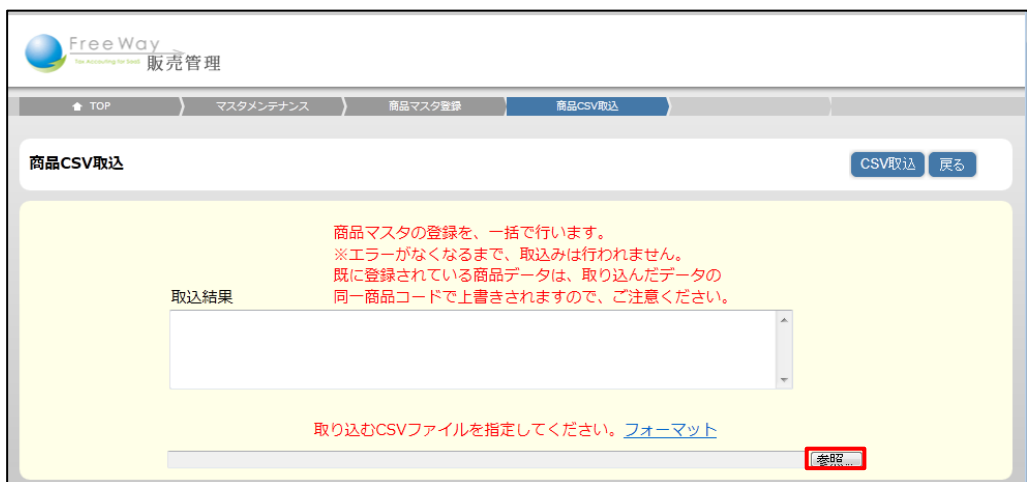 FreeWay
販売管理
TOP
マスタメンテナンス
商品マスタ登録
商品CSV取込
商品CSV取込
CSV取込
戻る
商品マスタの登録を、一括で行います。
※エラーがなくなるまで、取込みは行われません。
既に登録されている商品データは、取り込んだデータの
同一商品コードで上書きされますので、ご注意ください。
取込結果
取り込むCSVファイルを指定してください。フォーマット
参照...